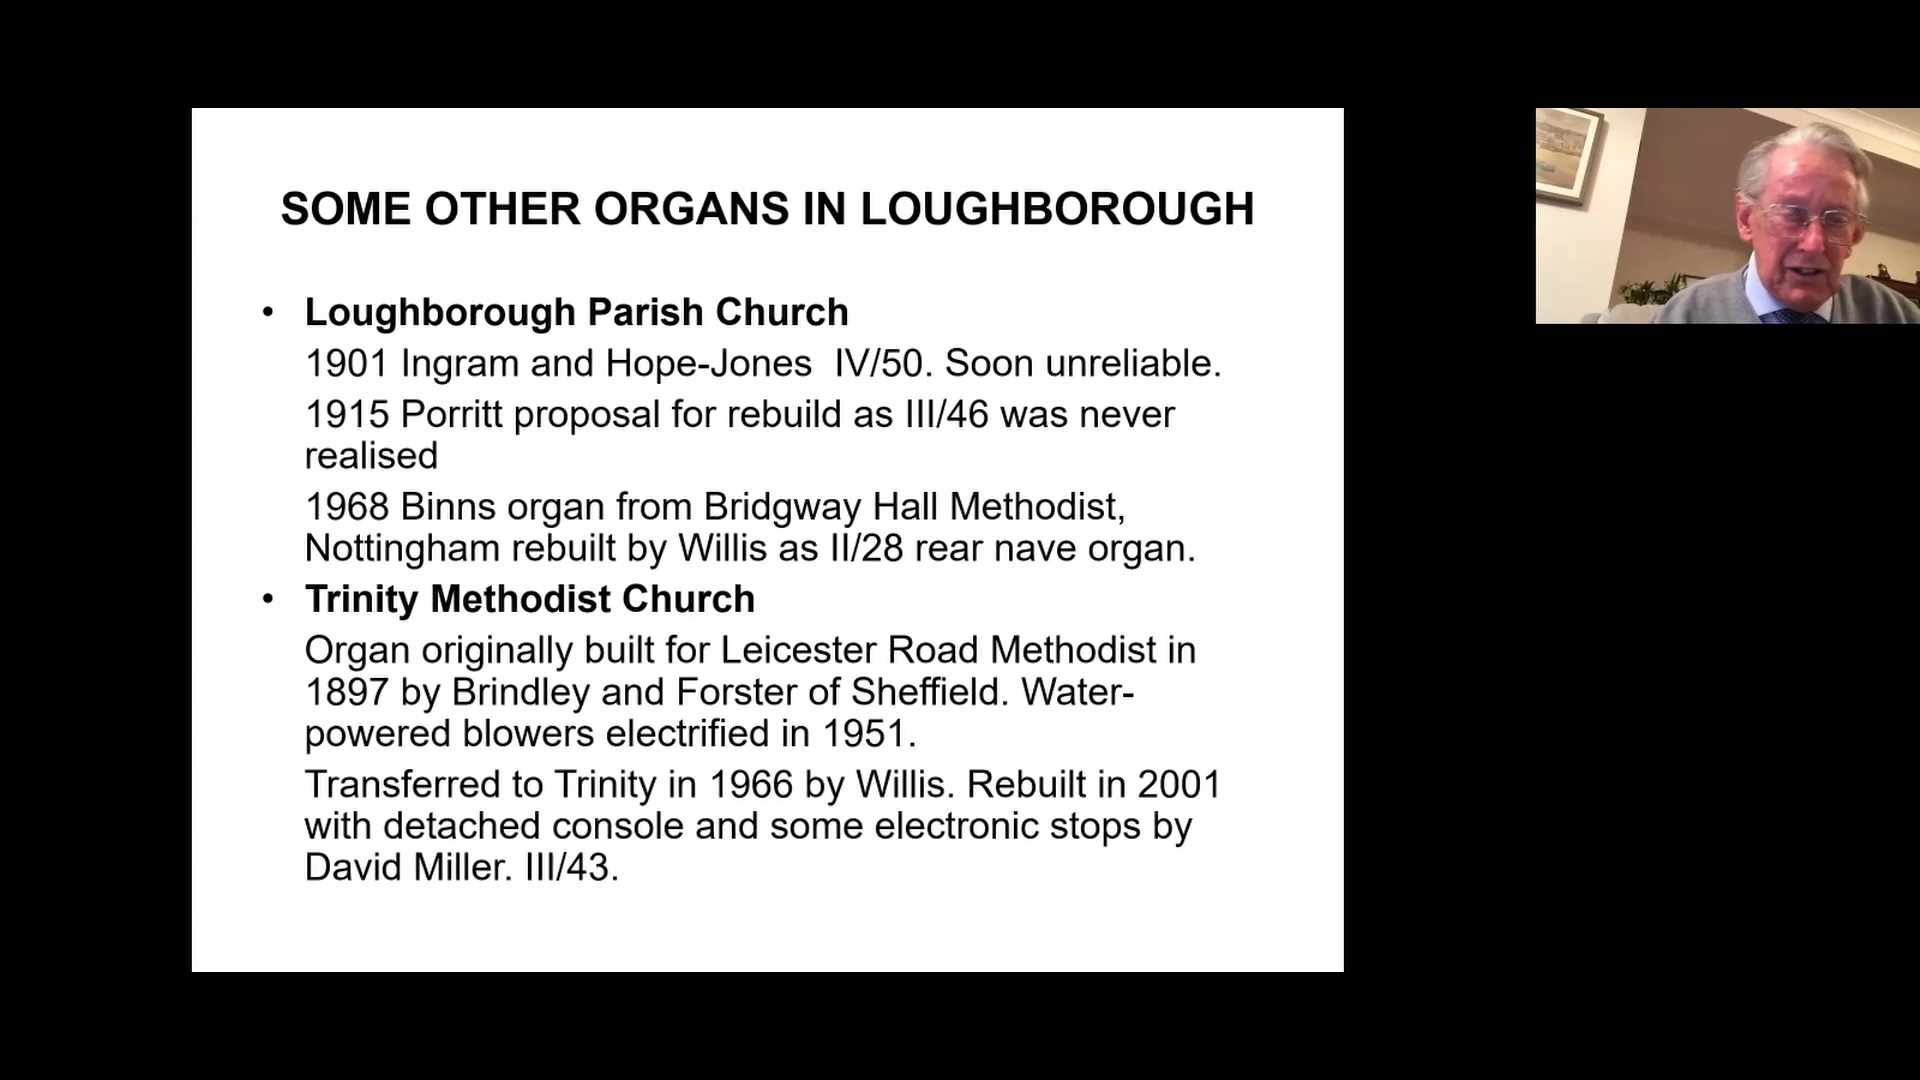 SOME OTHER ORGANS IN LOUGHBOROUGH
• Loughborough Parish Church
1901 Ingram and Hope-Jones  IV/50. Soon unreliable.
1915 Porritt proposal for rebuild as III/46 was never
realised
1968 Binns organ from Bridgway Hall Methodist,
Nottingham rebuilt by Willis as II/28 rear nave organ.
• Trinity Methodist Church
Organ originally built for Leicester Road Methodist in
1897 by Brindley and Forster of Sheffield. Water-
powered blowers electrified in 1951.
Transferred to Trinity in 1966 by Willis. Rebuilt in 2001
with detached console and some electronic stops by
David Miller. III/43.